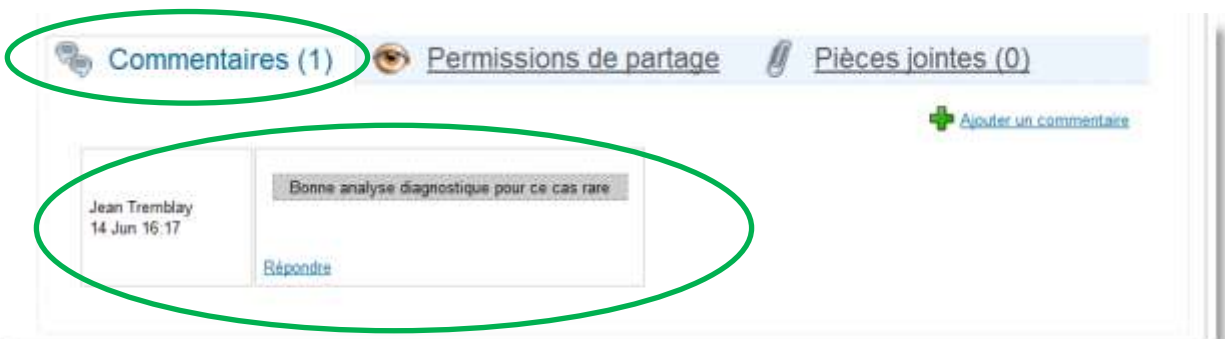 Commentaires (1) Permissions de partage Pièces jointes (0)
Ajouter un commentaire
Bonne analyse diagnostique pour ce cas rare
Jean Tremblay
14 Jun 16:17
Répondre